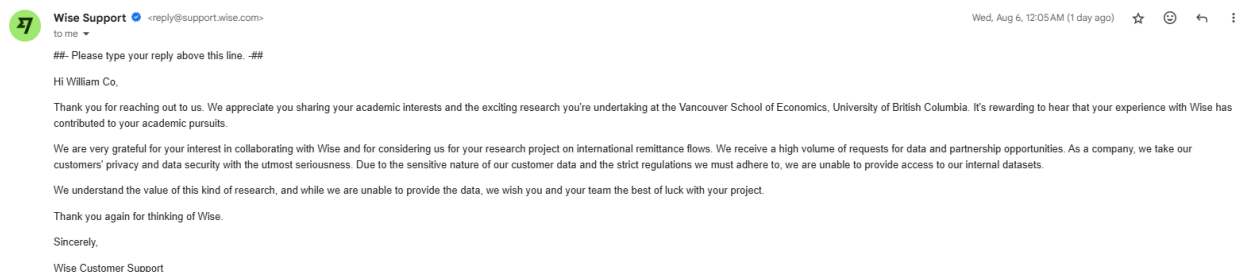 Wise Support <reply@support.wise.com> Wed, Aug 6, 12:05 AM (1 day ago)
to me
##- Please type your reply above this line. -##
Hi William Co,
Thank you for reaching out to us. We appreciate you sharing your academic interests and the exciting research you're undertaking at the Vancouver School of Economics, University of British Columbia. It's rewarding to hear that your experience with Wise has
contributed to your academic pursuits.
We are very grateful for your interest in collaborating with Wise and for considering us for your research project on international remittance flows. We receive a high volume of requests for data and partnership opportunities. As a company, we take our
customers' privacy and data security with the utmost seriousness. Due to the sensitive nature of our customer data and the strict regulations we must adhere to, we are unable to provide access to our internal datasets.
We understand the value of this kind of research, and while we are unable to provide the data, we wish you and your team the best of luck with your project.
Thank you again for thinking of Wise.
Sincerely,
Wise Customer Support